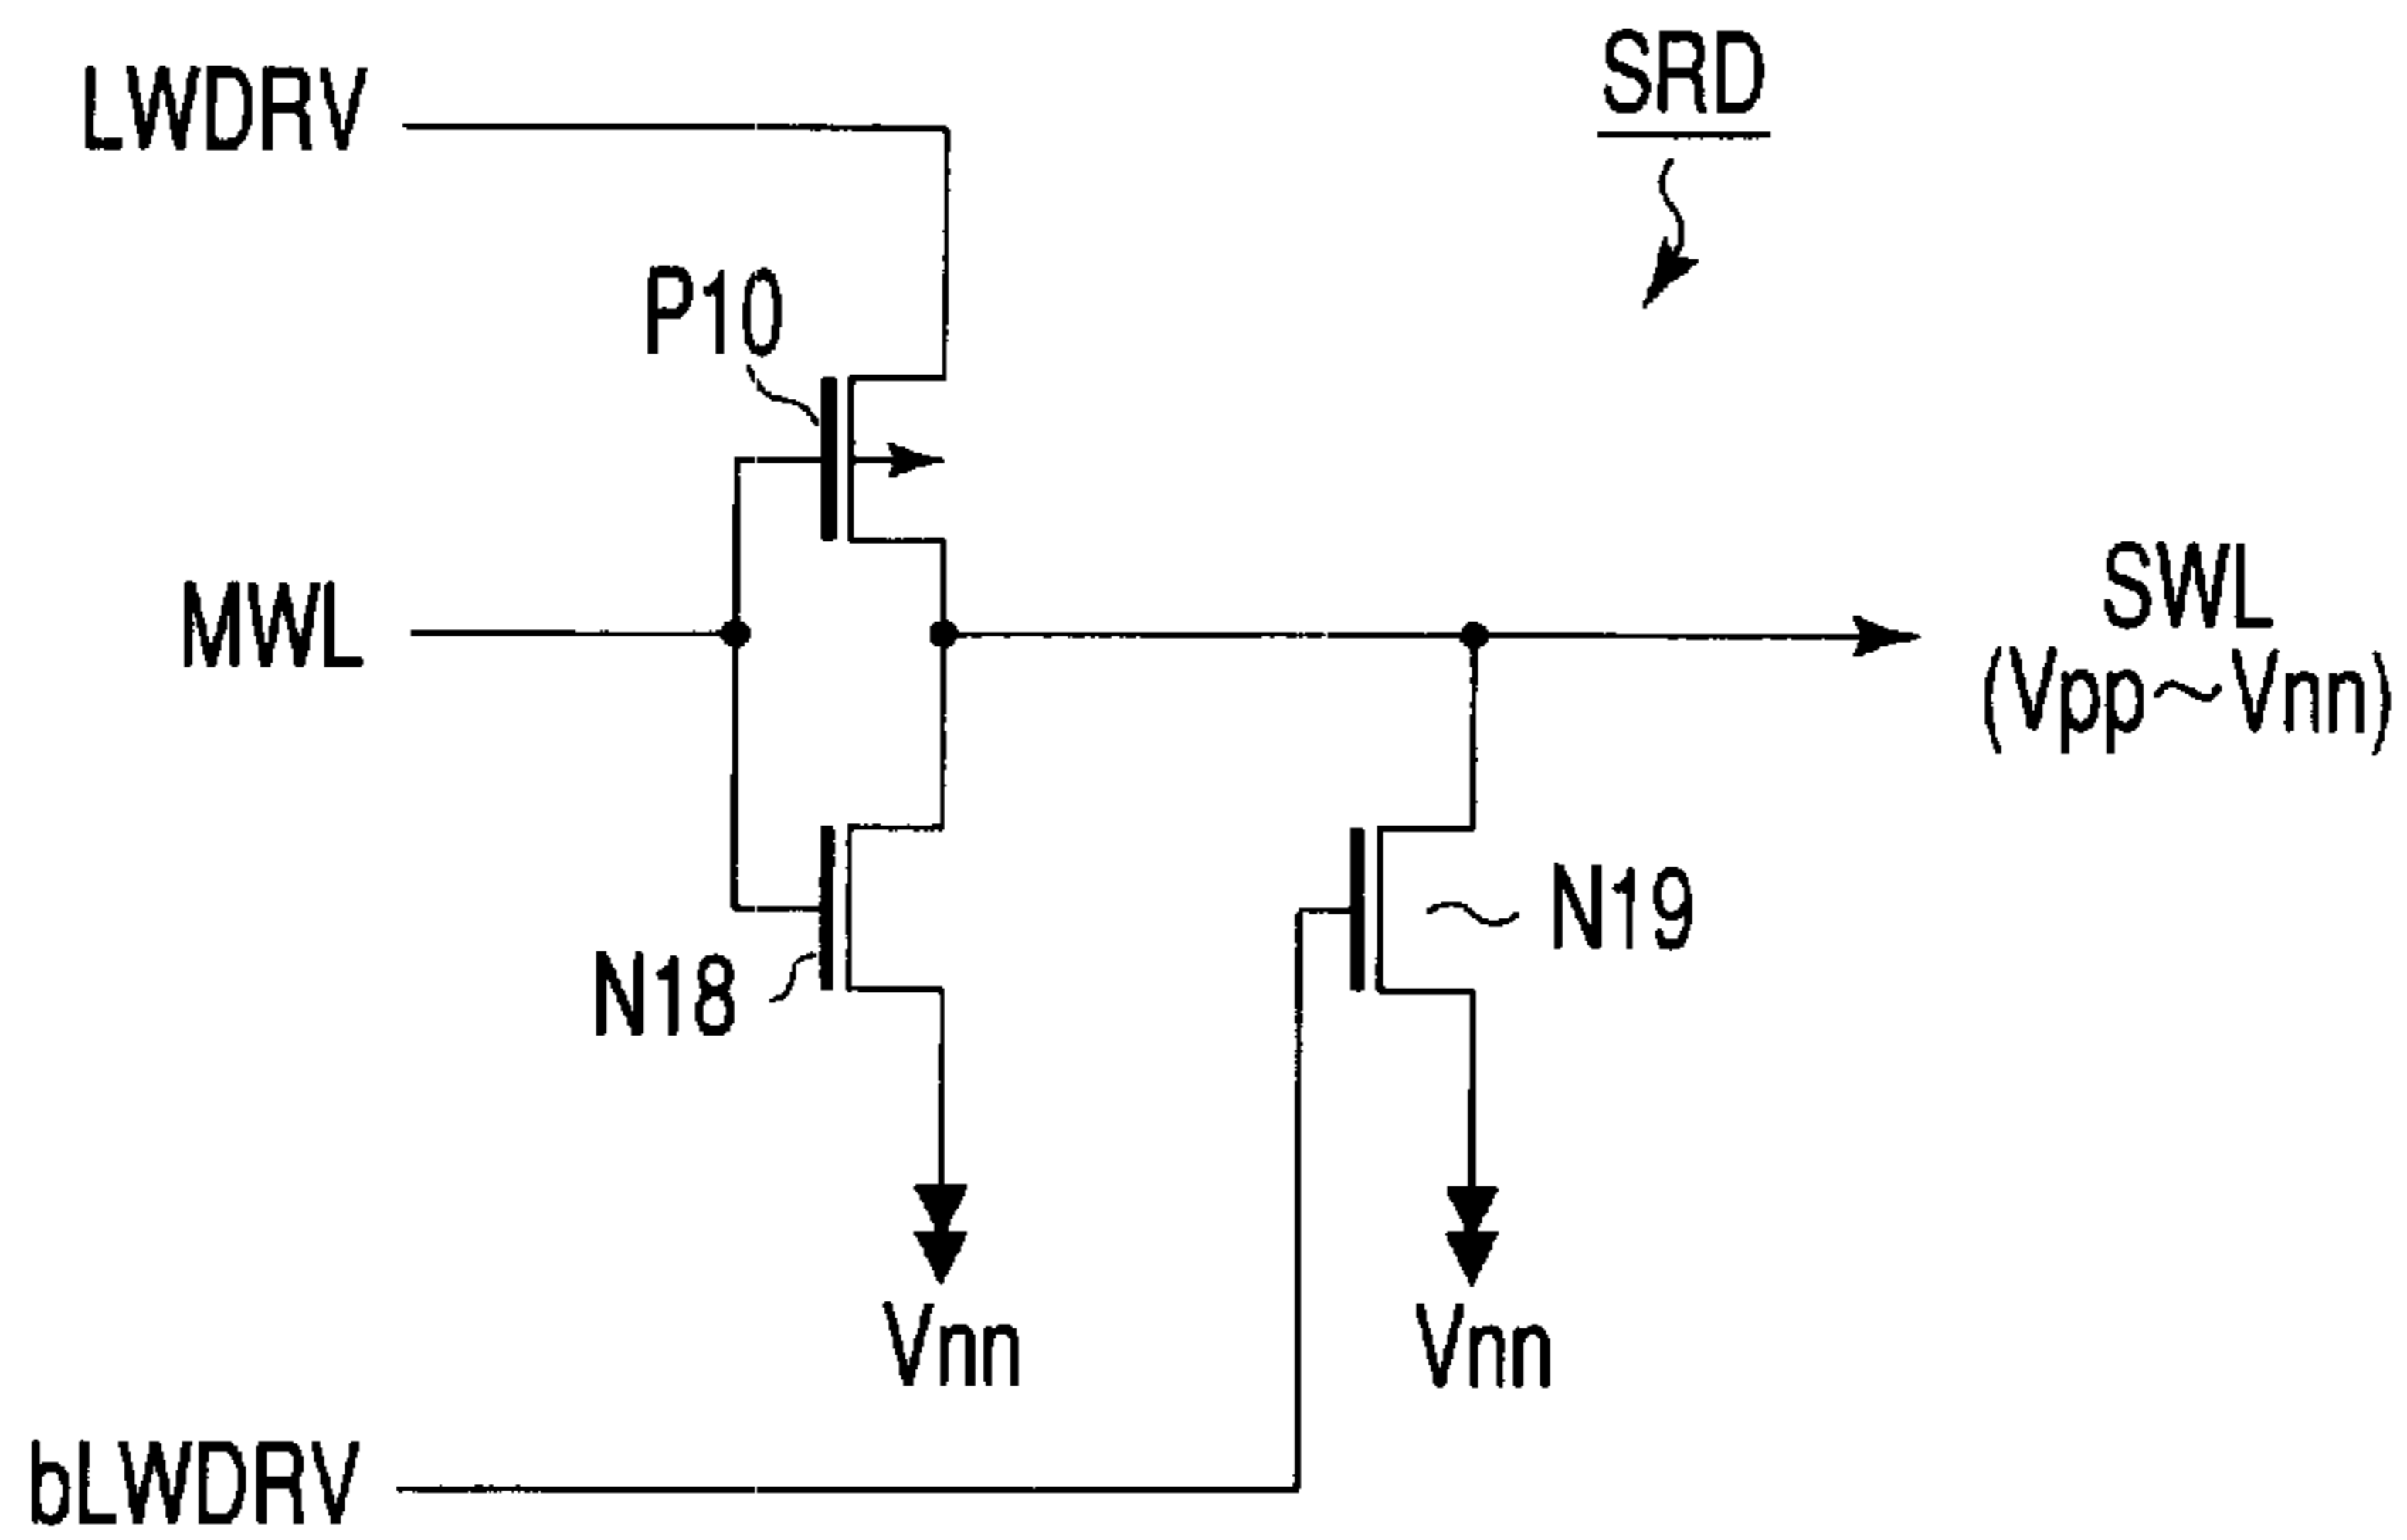 LWDRV
SRD
P10
MWL
SWL
(Vpp~Vnn)
N18
N19
Vnn
Vnn
bLWDRV